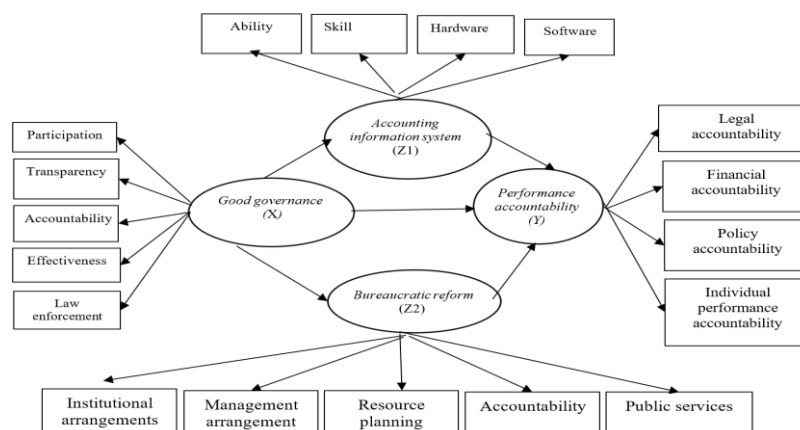 Ability
Skill
Hardware
Software
Accounting
information system
(Z1)
Participation
Transparency
Accountability
Effectiveness
Law
enforcement
Good governance
(X)
Performance
accountability
(Y)
Legal
accountability
Financial
accountability
Policy
accountability
Individual
performance
accountability
Bureaucratic reform
(Z2)
Institutional
arrangements
Management
arrangement
Resource
planning
Accountability
Public services